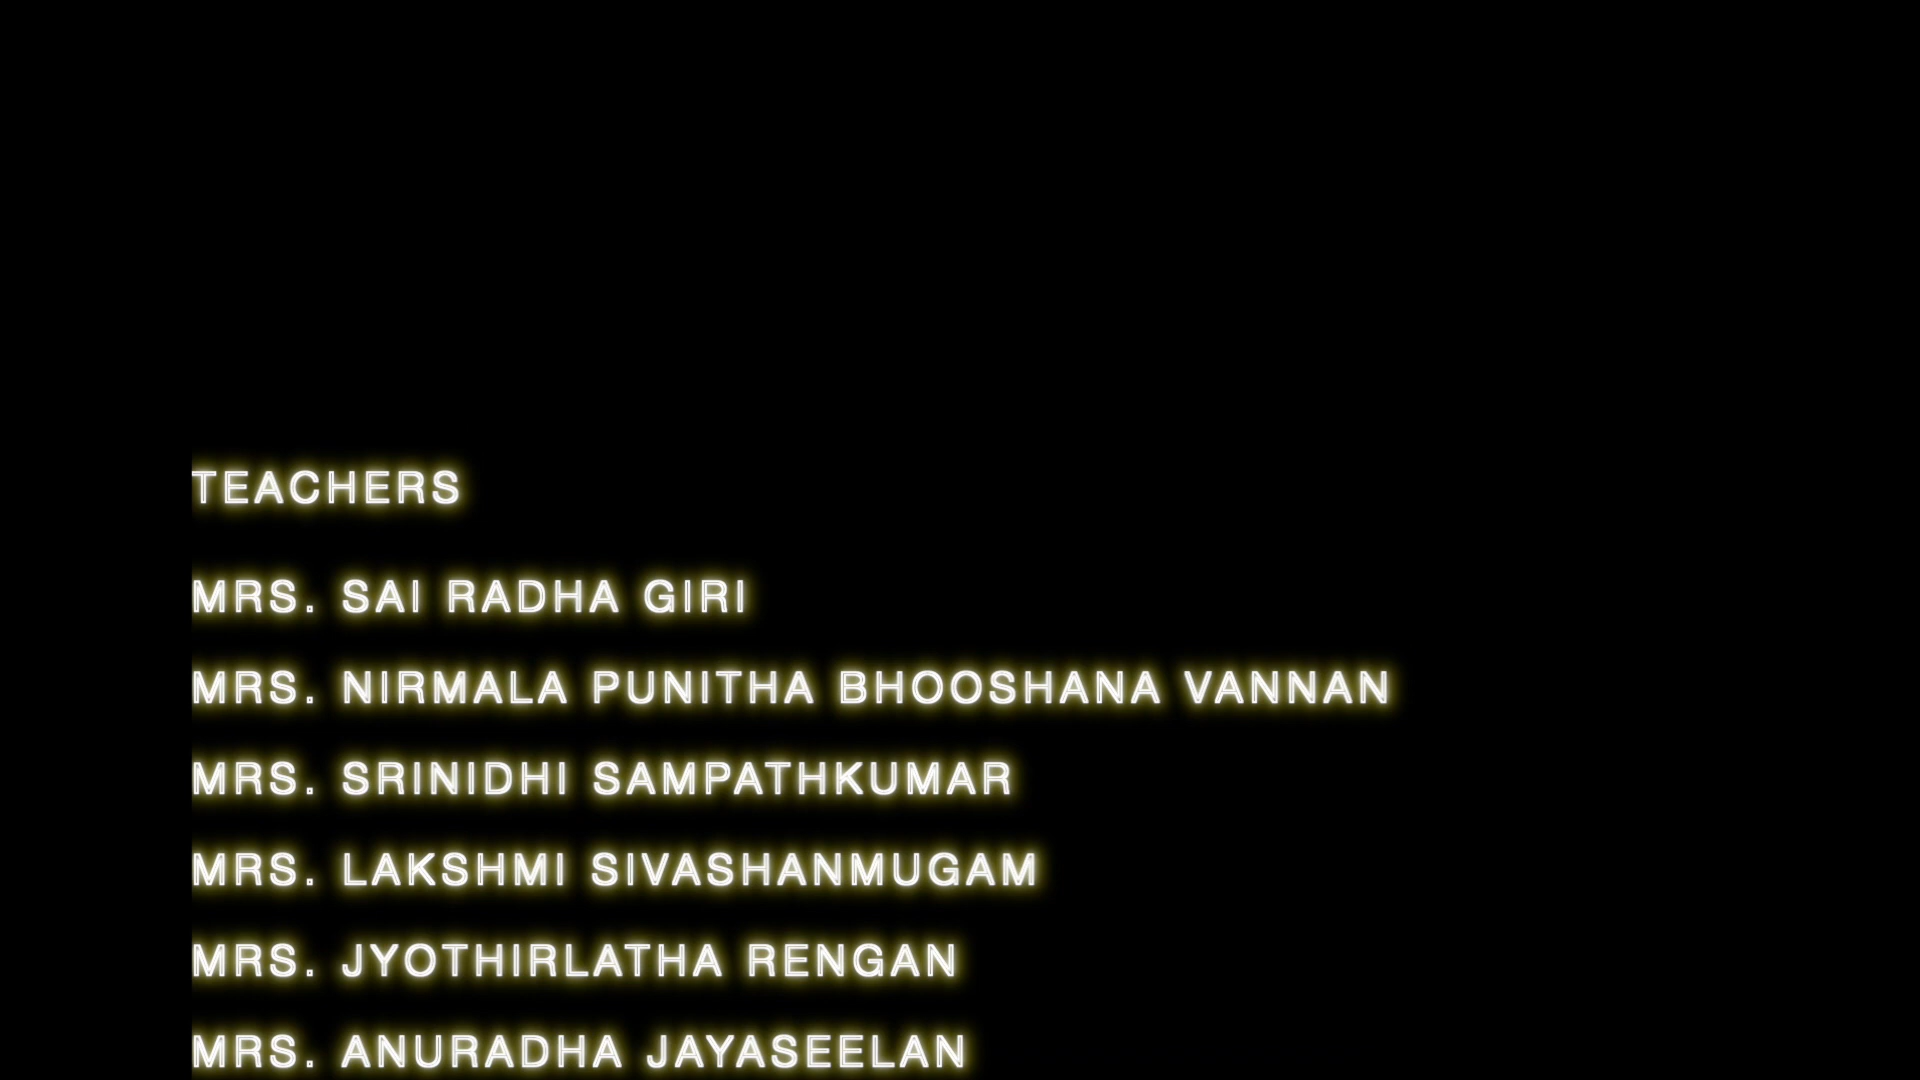 TEACHERS
MRS. SAI RADHA GIRI
MRS. NIRMALA PUNITHA BHOOSHANA VANNAN
MRS. SRINIDHI SAMPATHKUMAR
MRS. LAKSHMI SIVASHANMUGAM
MRS. JYOTHIRLATHA RENGAN
MRS. ANURADHA JAYASEELAN